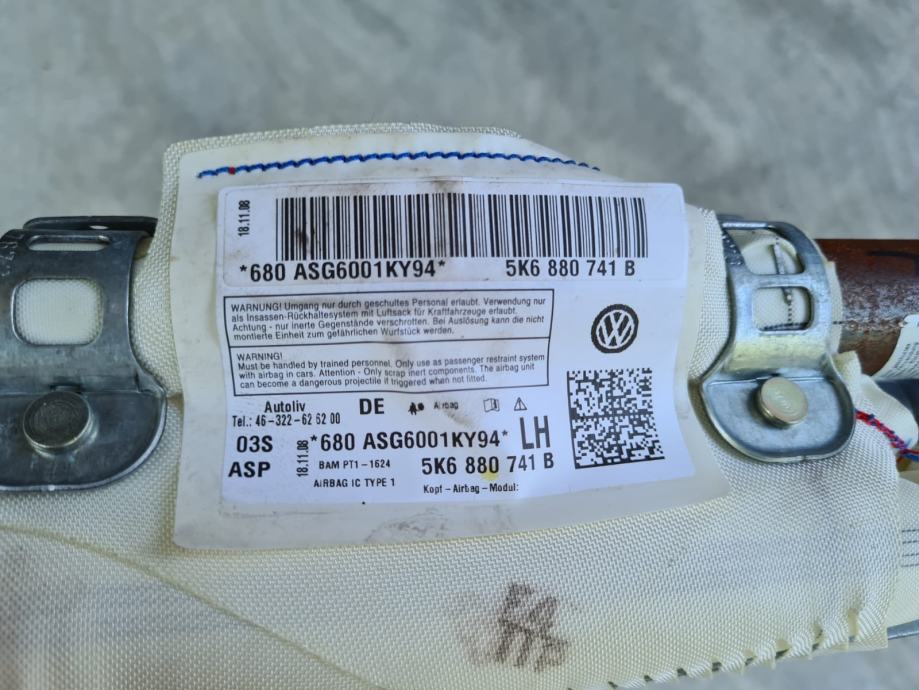 18.11.08
*680 ASG6001KY94* 5K6 880 741 B
WARNUNG! Umgang nur durch geschultes Personal erlaubt. Verwendung nur
als Insassen-Rückhaltesystem mit Luftsack für Kraftfahrzeuge erlaubt.
Achtung - nur inerte Gegenstände verschrotten. Bei Auslösung kann die nicht
montierte Einheit zum gefährlichen Wurfstück werden.
WARNING!
Must be handled by trained personnel. Only use as passenger restraint system
with airbag in cars. Attention - Only scrap inert components. The airbag unit
can become a dangerous projectile if triggered when not fitted.
Autoliv DE Airbag
Tel.: 46-322-62 62 00
03S 18.11.08 *680 ASG6001KY94* LH
ASP BAM PT1-1624 5K6 880 741 B
AIRBAG IC TYPE 1 Kopf-Airbag-Modul: